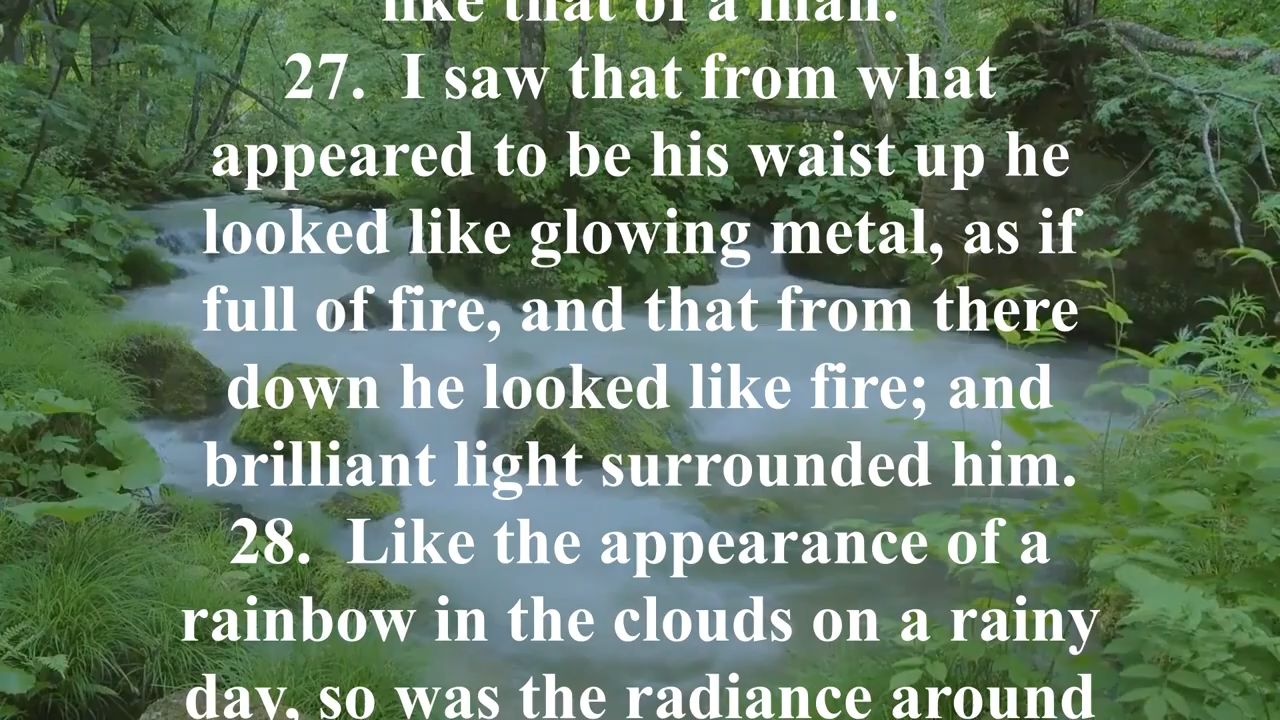 like that of a man.
27.  I saw that from what
appeared to be his waist up he
looked like glowing metal, as if
full of fire, and that from there
down he looked like fire; and
brilliant light surrounded him.
28.  Like the appearance of a
rainbow in the clouds on a rainy
day, so was the radiance around